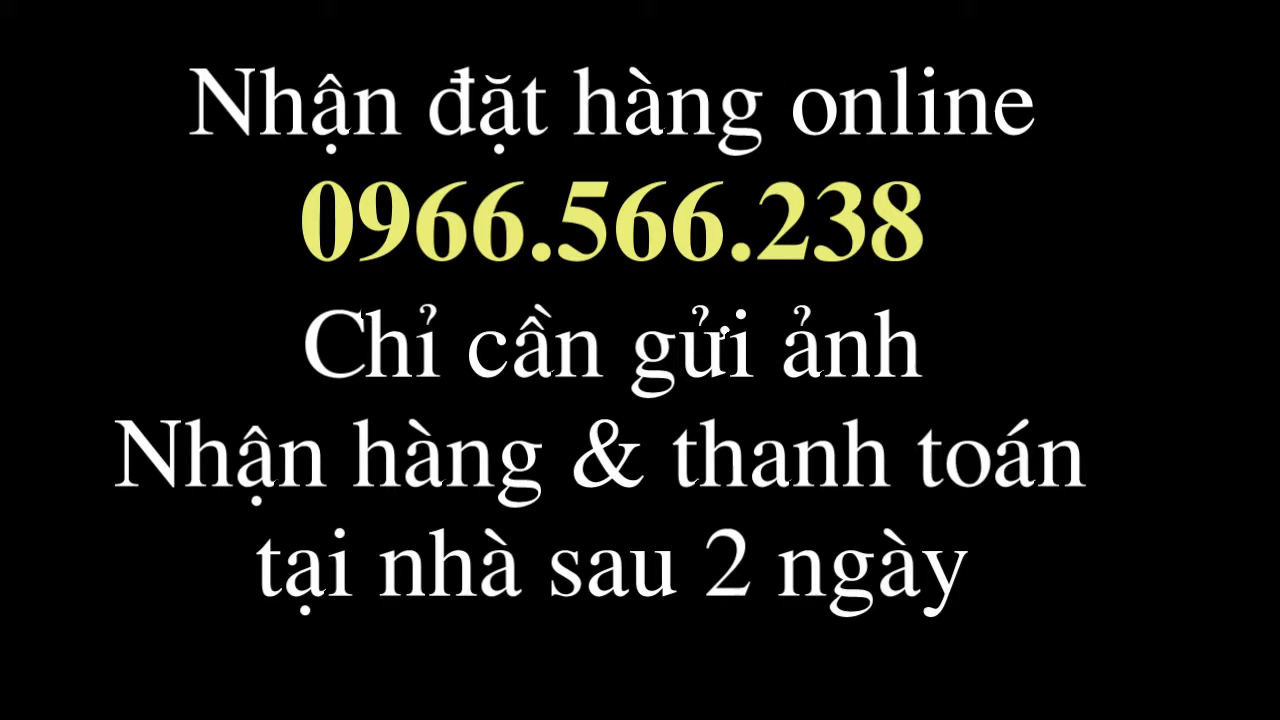 Nhận đặt hàng online
0966.566.238
Chỉ cần gửi ảnh
Nhận hàng & thanh toán
tại nhà sau 2 ngày